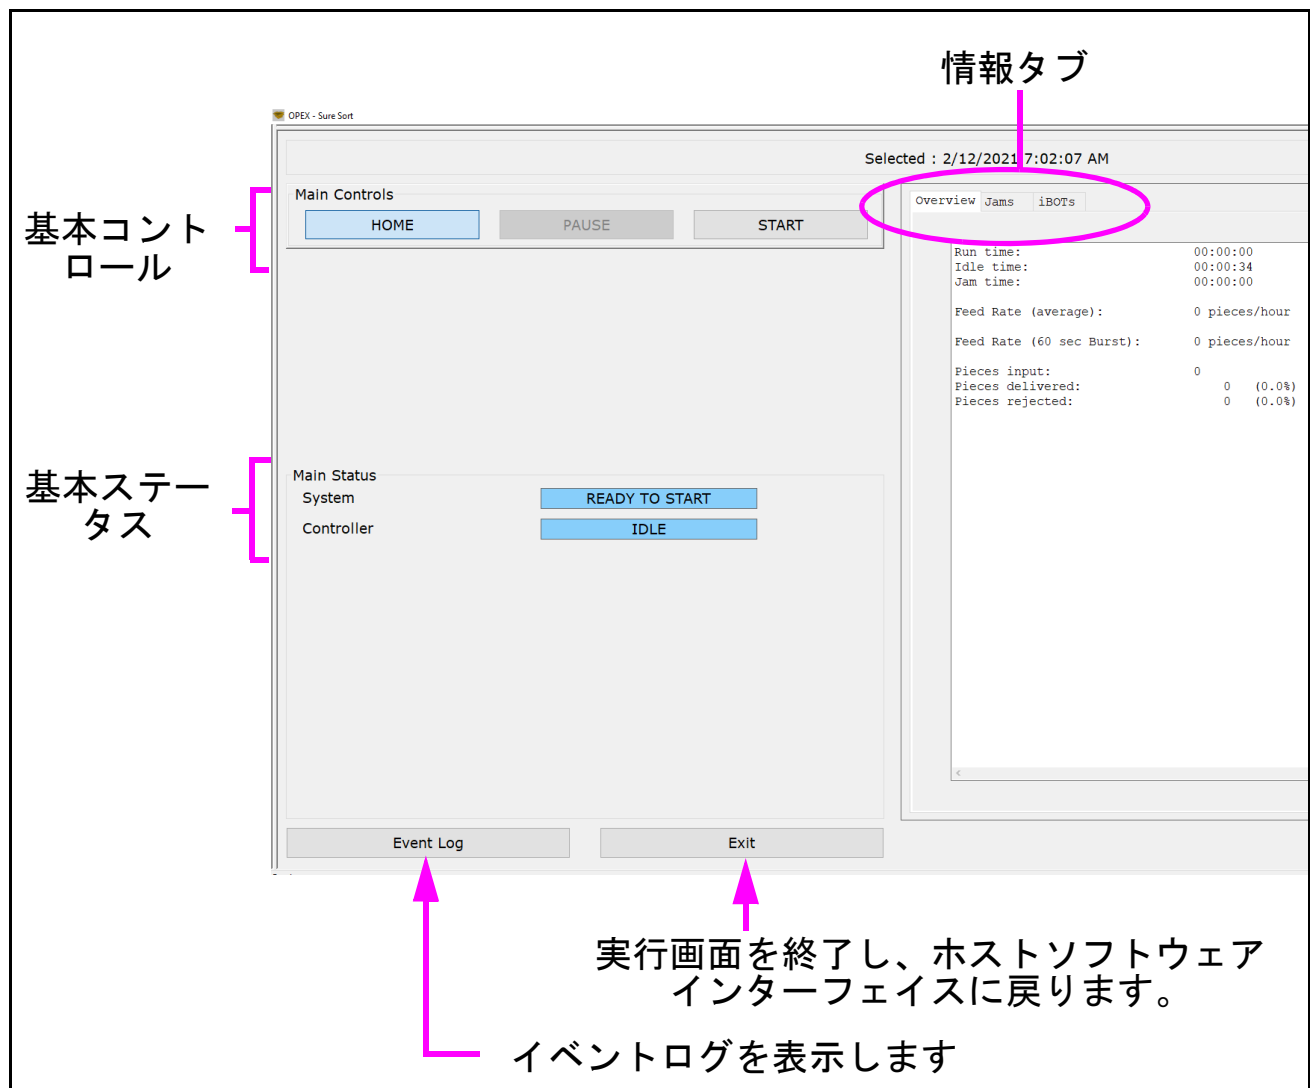 情報タブ
OPEX - Sure Sort
Selected : 2/12/2021 7:02:07 AM
基本コント
ロール
Main Controls
HOME PAUSE START
Overview Jams iBOTs
Run time: 00:00:00
Idle time: 00:00:34
Jam time: 00:00:00
Feed Rate (average): 0 pieces/hour
Feed Rate (60 sec Burst): 0 pieces/hour
Pieces input: 0
Pieces delivered: 0 (0.0%)
Pieces rejected: 0 (0.0%)
基本ステー
タス
Main Status
System READY TO START
Controller IDLE
Event Log Exit
実行画面を終了し、ホストソフトウェア
インターフェイスに戻ります。
イベントログを表示します